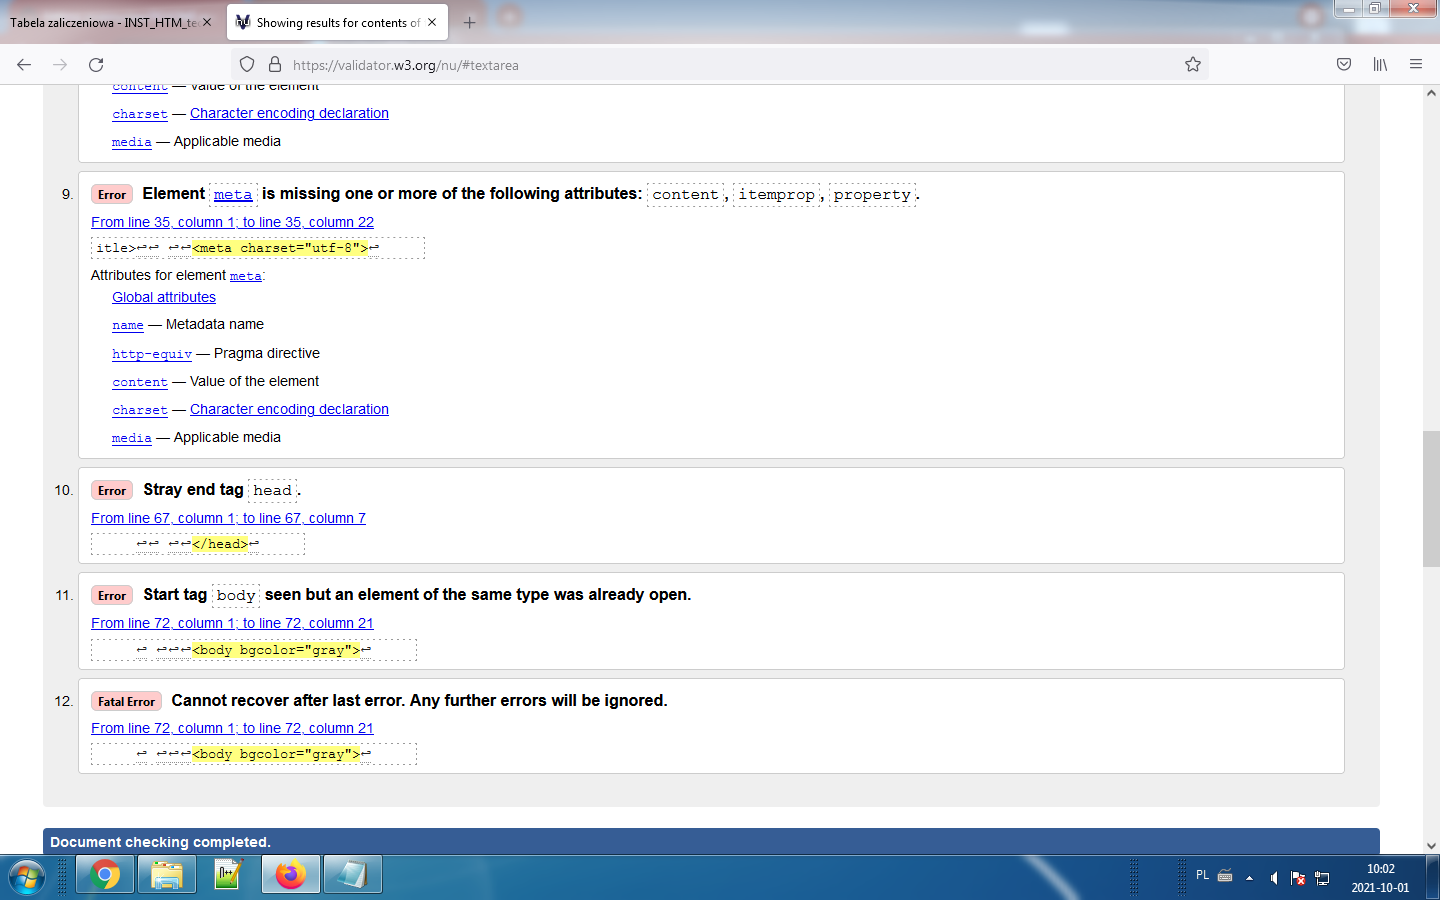 Tabela zaliczeniowa - INST_HTM_te
Showing results for contents of
https://validator.w3.org/nu/#textarea
content — Value of the element
charset — Character encoding declaration
media — Applicable media
9. Error Element meta is missing one or more of the following attributes: content, itemprop, property.
From line 35, column 1; to line 35, column 22
itle>↩↩ ↩↩<meta charset="utf-8">↩
Attributes for element meta:
Global attributes
name — Metadata name
http-equiv — Pragma directive
content — Value of the element
charset — Character encoding declaration
media — Applicable media
10. Error Stray end tag head.
From line 67, column 1; to line 67, column 7
↩↩ ↩↩</head>↩
11. Error Start tag body seen but an element of the same type was already open.
From line 72, column 1; to line 72, column 21
↩ ↩↩↩<body bgcolor="gray">↩
12. Fatal Error Cannot recover after last error. Any further errors will be ignored.
From line 72, column 1; to line 72, column 21
↩ ↩↩↩<body bgcolor="gray">↩
Document checking completed.
PL
10:02
2021-10-01